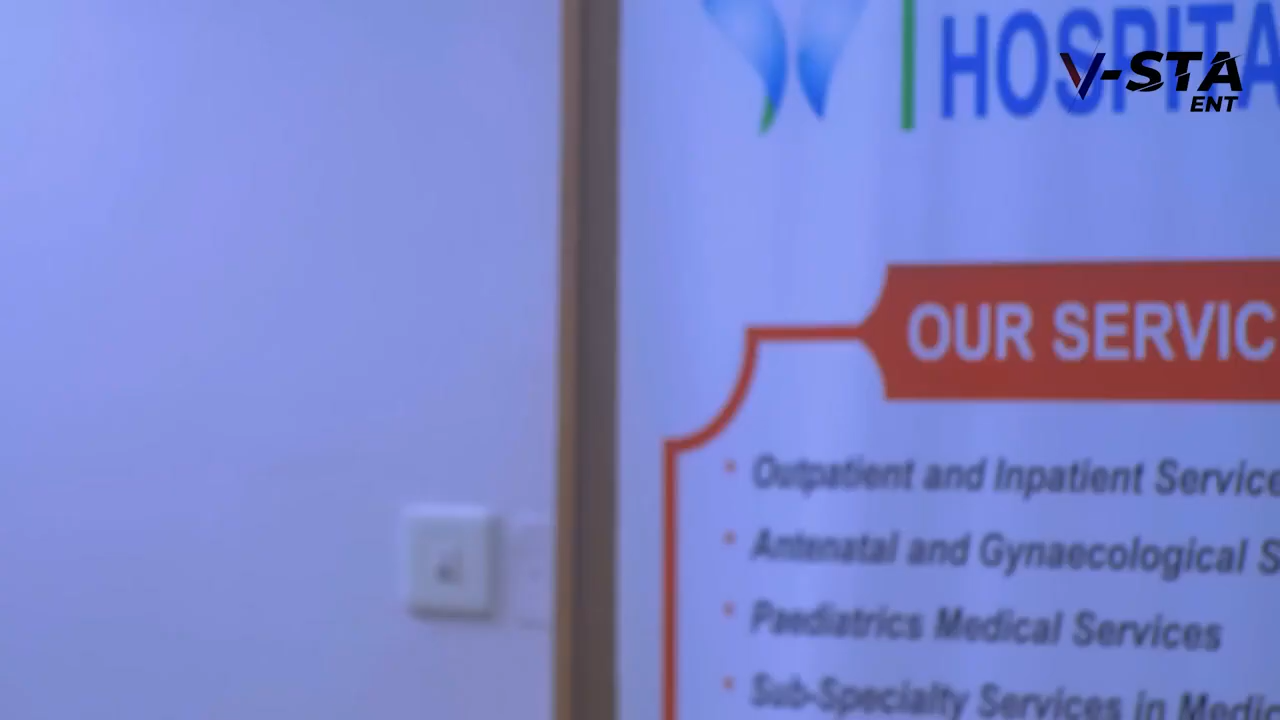 HOSPITA
V-STA
ENT
OUR SERVIC
Outpatient and Inpatient Service
Antenatal and Gynaecological S
Paediatrics Medical Services
Sub-Specialty Services in Medic